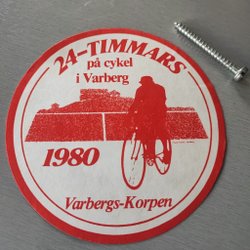 24-TIMMARS
på cykel
i Varberg
1980
Varbergs-Korpen